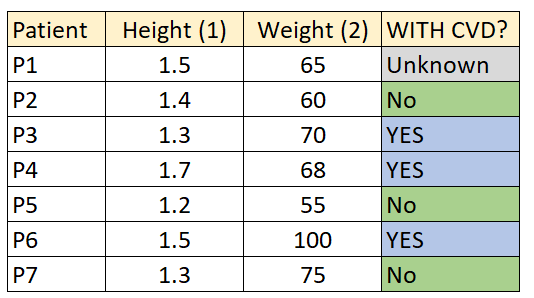 Patient Height (1) Weight (2) WITH CVD?
P1 1.5 65 Unknown
P2 1.4 60 No
P3 1.3 70 YES
P4 1.7 68 YES
P5 1.2 55 No
P6 1.5 100 YES
P7 1.3 75 No